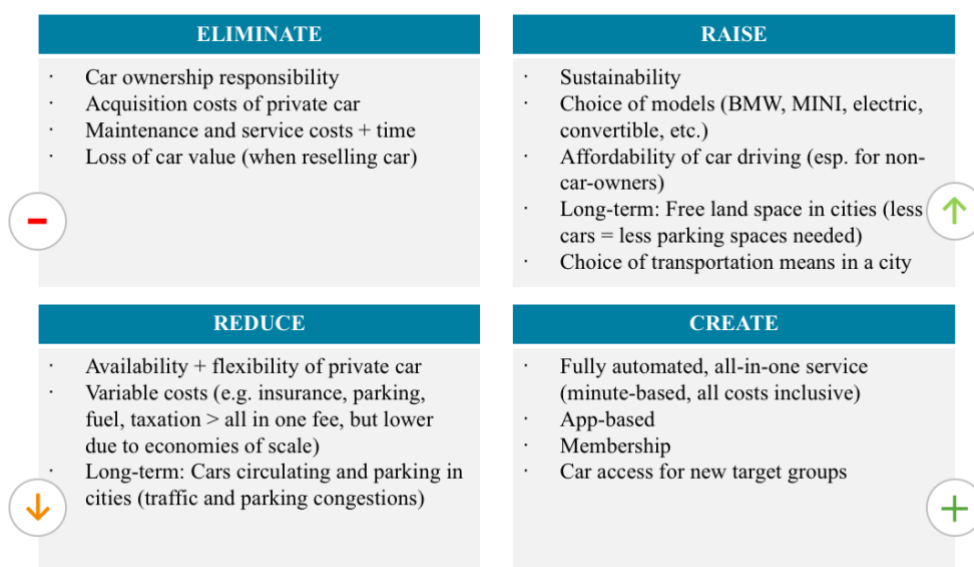 ELIMINATE
· Car ownership responsibility
· Acquisition costs of private car
· Maintenance and service costs + time
· Loss of car value (when reselling car)
RAISE
· Sustainability
· Choice of models (BMW, MINI, electric,
convertible, etc.)
· Affordability of car driving (esp. for non-
car-owners)
· Long-term: Free land space in cities (less
cars = less parking spaces needed)
· Choice of transportation means in a city
REDUCE
· Availability + flexibility of private car
· Variable costs (e.g. insurance, parking,
fuel, taxation > all in one fee, but lower
due to economies of scale)
· Long-term: Cars circulating and parking in
cities (traffic and parking congestions)
CREATE
· Fully automated, all-in-one service
(minute-based, all costs inclusive)
· App-based
· Membership
· Car access for new target groups